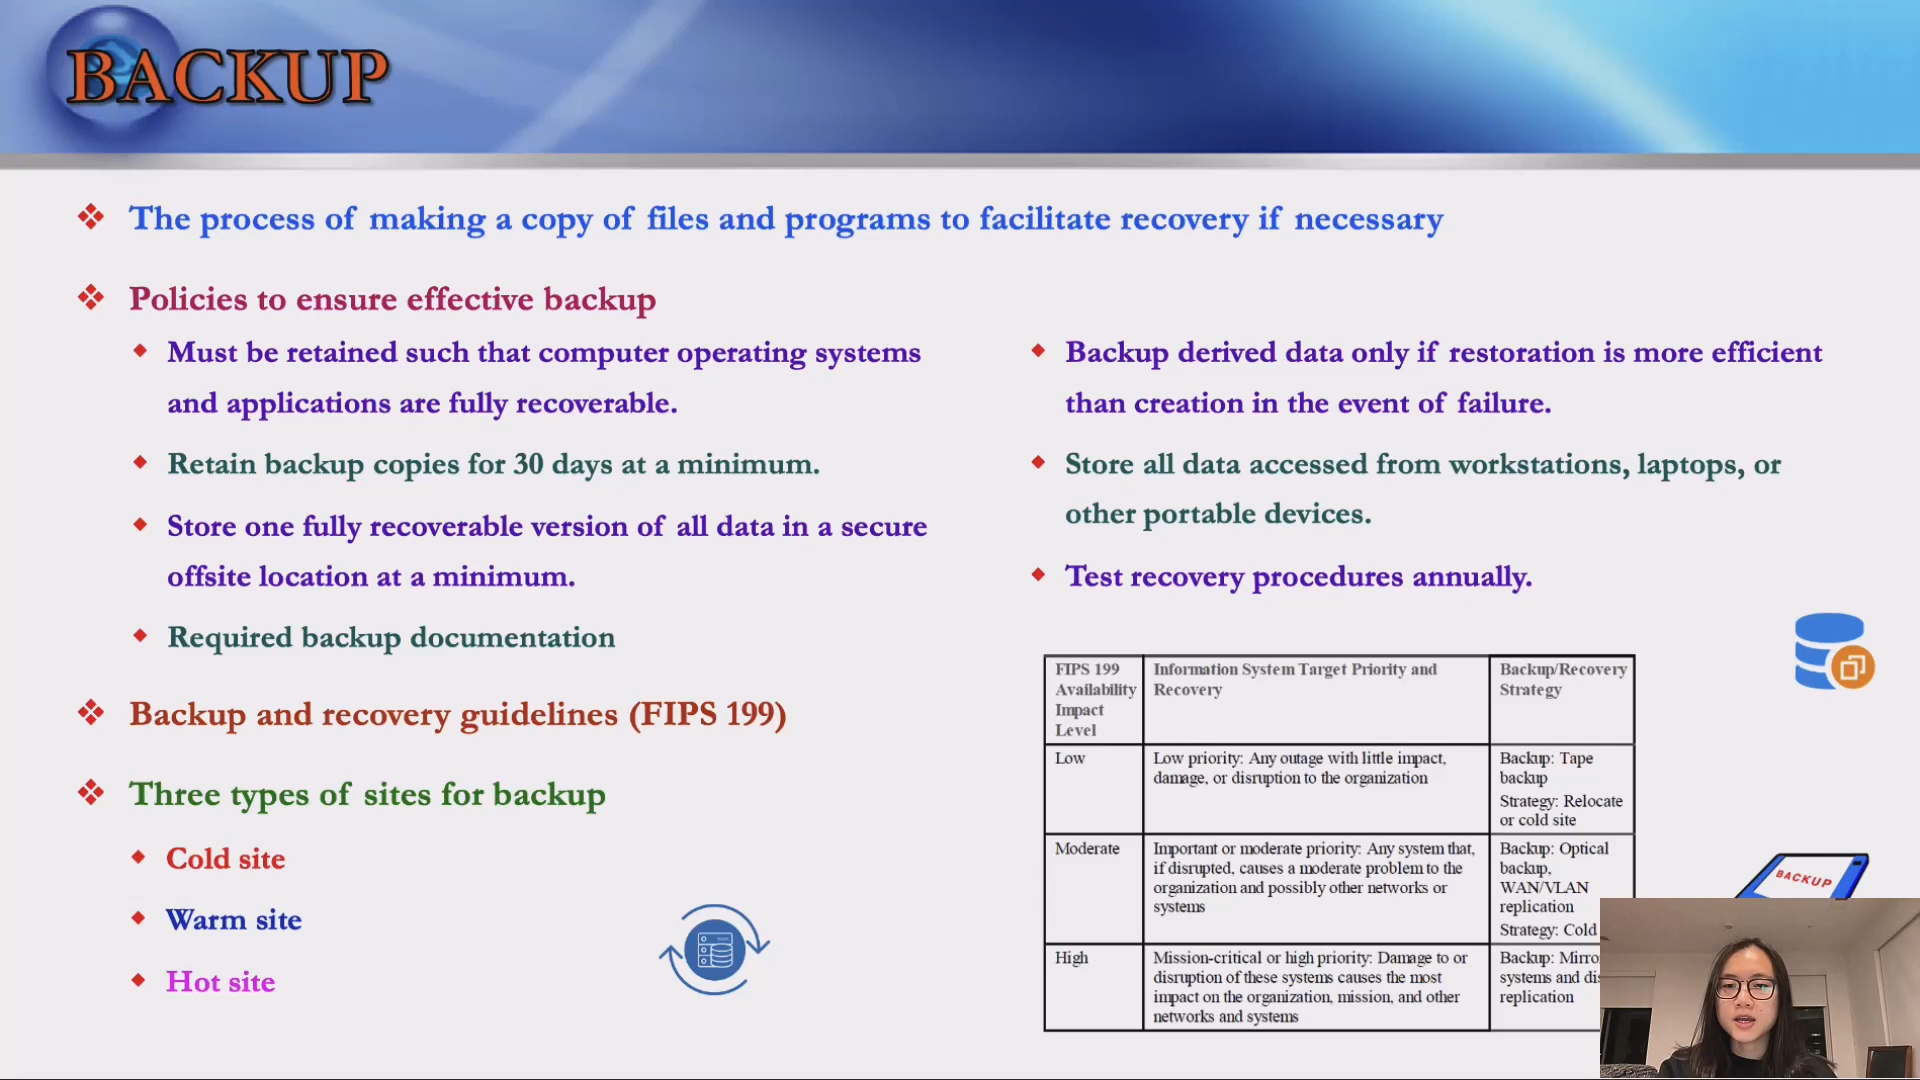 BACKUP
The process of making a copy of files and programs to facilitate recovery if necessary
Policies to ensure effective backup
Must be retained such that computer operating systems
and applications are fully recoverable.
Retain backup copies for 30 days at a minimum.
Store one fully recoverable version of all data in a secure
offsite location at a minimum.
Required backup documentation
Backup derived data only if restoration is more efficient
than creation in the event of failure.
Store all data accessed from workstations, laptops, or
other portable devices.
Test recovery procedures annually.
Backup and recovery guidelines (FIPS 199)
Three types of sites for backup
Cold site
Warm site
Hot site
FIPS 199
Availability
Impact
Level
Information System Target Priority and
Recovery
Backup/Recovery
Strategy
Low
Low priority: Any outage with little impact,
damage, or disruption to the organization
Backup: Tape
backup
Strategy: Relocate
or cold site
Moderate
Important or moderate priority: Any system that,
if disrupted, causes a moderate problem to the
organization and possibly other networks or
systems
Backup: Optical
backup,
WAN/VLAN
replication
Strategy: Cold
High
Mission-critical or high priority: Damage to or
disruption of these systems causes the most
impact on the organization, mission, and other
networks and systems
Backup:
systems and
replication
BACKUP